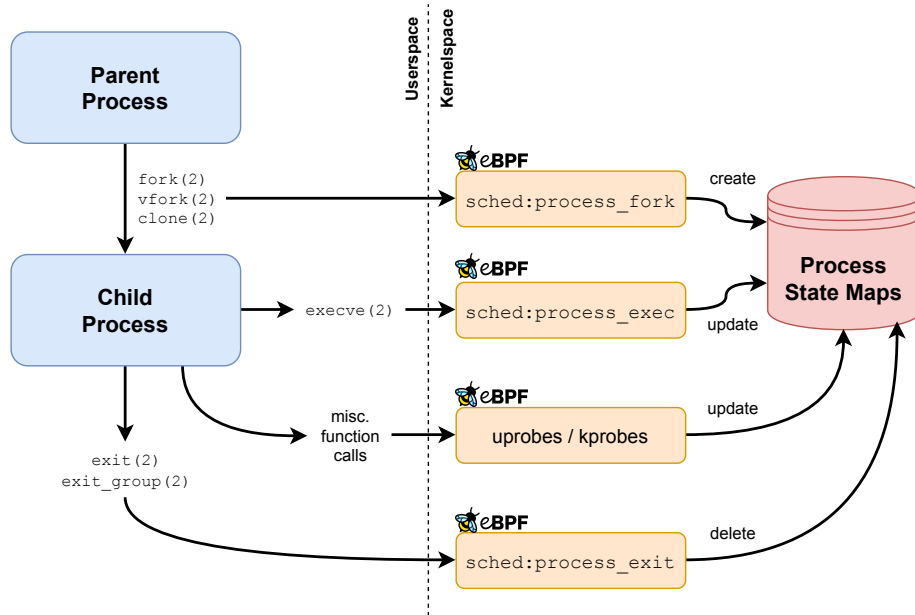 Parent
Process
Userspace
Kernelspace
fork(2)
vfork(2)
clone(2)
eBPF
sched:process_fork
create
Process
State Maps
Child
Process
execve(2)
eBPF
sched:process_exec
update
misc.
function
calls
eBPF
uprobes / kprobes
update
exit(2)
exit_group(2)
eBPF
sched:process_exit
delete